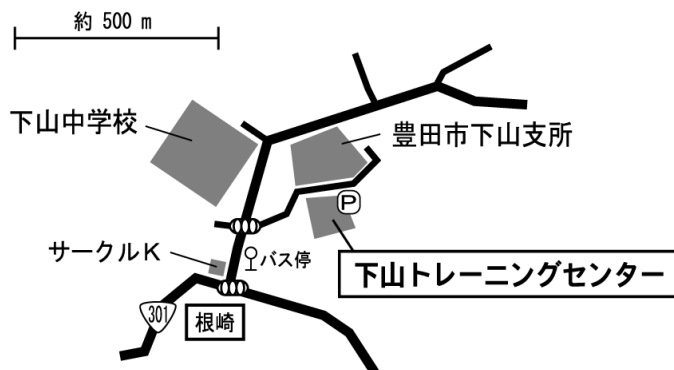 約 500 m
下山中学校
豊田市下山支所
P
サークルK
バス停
下山トレーニングセンター
301
根崎